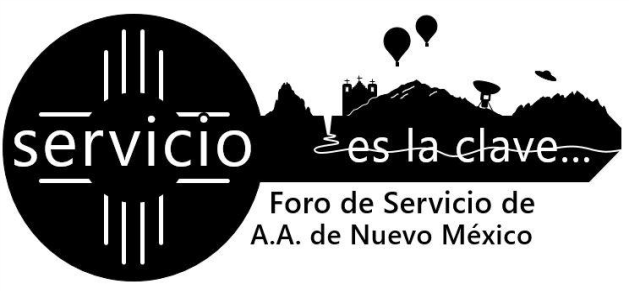 servicio es la clave...
Foro de Servicio de
A.A. de Nuevo México